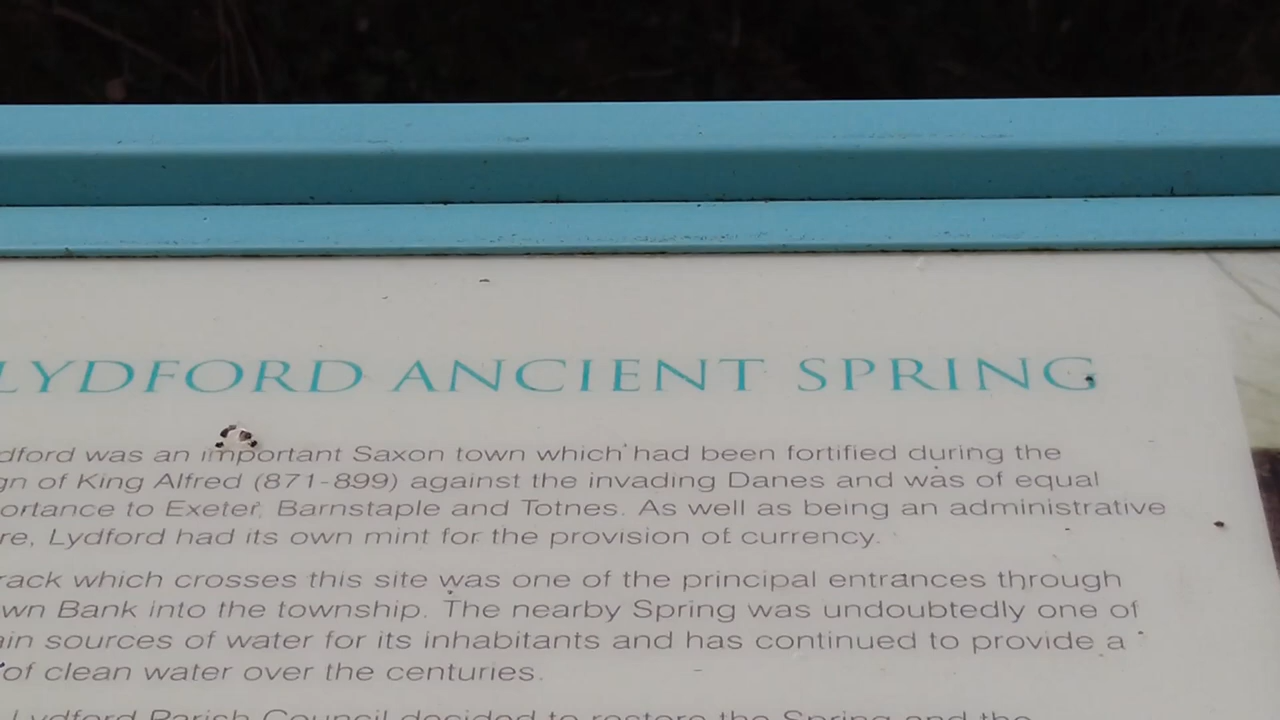 LYDFORD ANCIENT SPRING
dford was an important Saxon town which had been fortified during the
gn of King Alfred (871-899) against the invading Danes and was of equal
ortance to Exeter, Barnstaple and Totnes. As well as being an administrative
re, Lydford had its own mint for the provision of currency.
rack which crosses this site was one of the principal entrances through
wn Bank into the township. The nearby Spring was undoubtedly one of
ain sources of water for its inhabitants and has continued to provide a
of clean water over the centuries.
Lydford Parish Council decided to restore the Spring and the